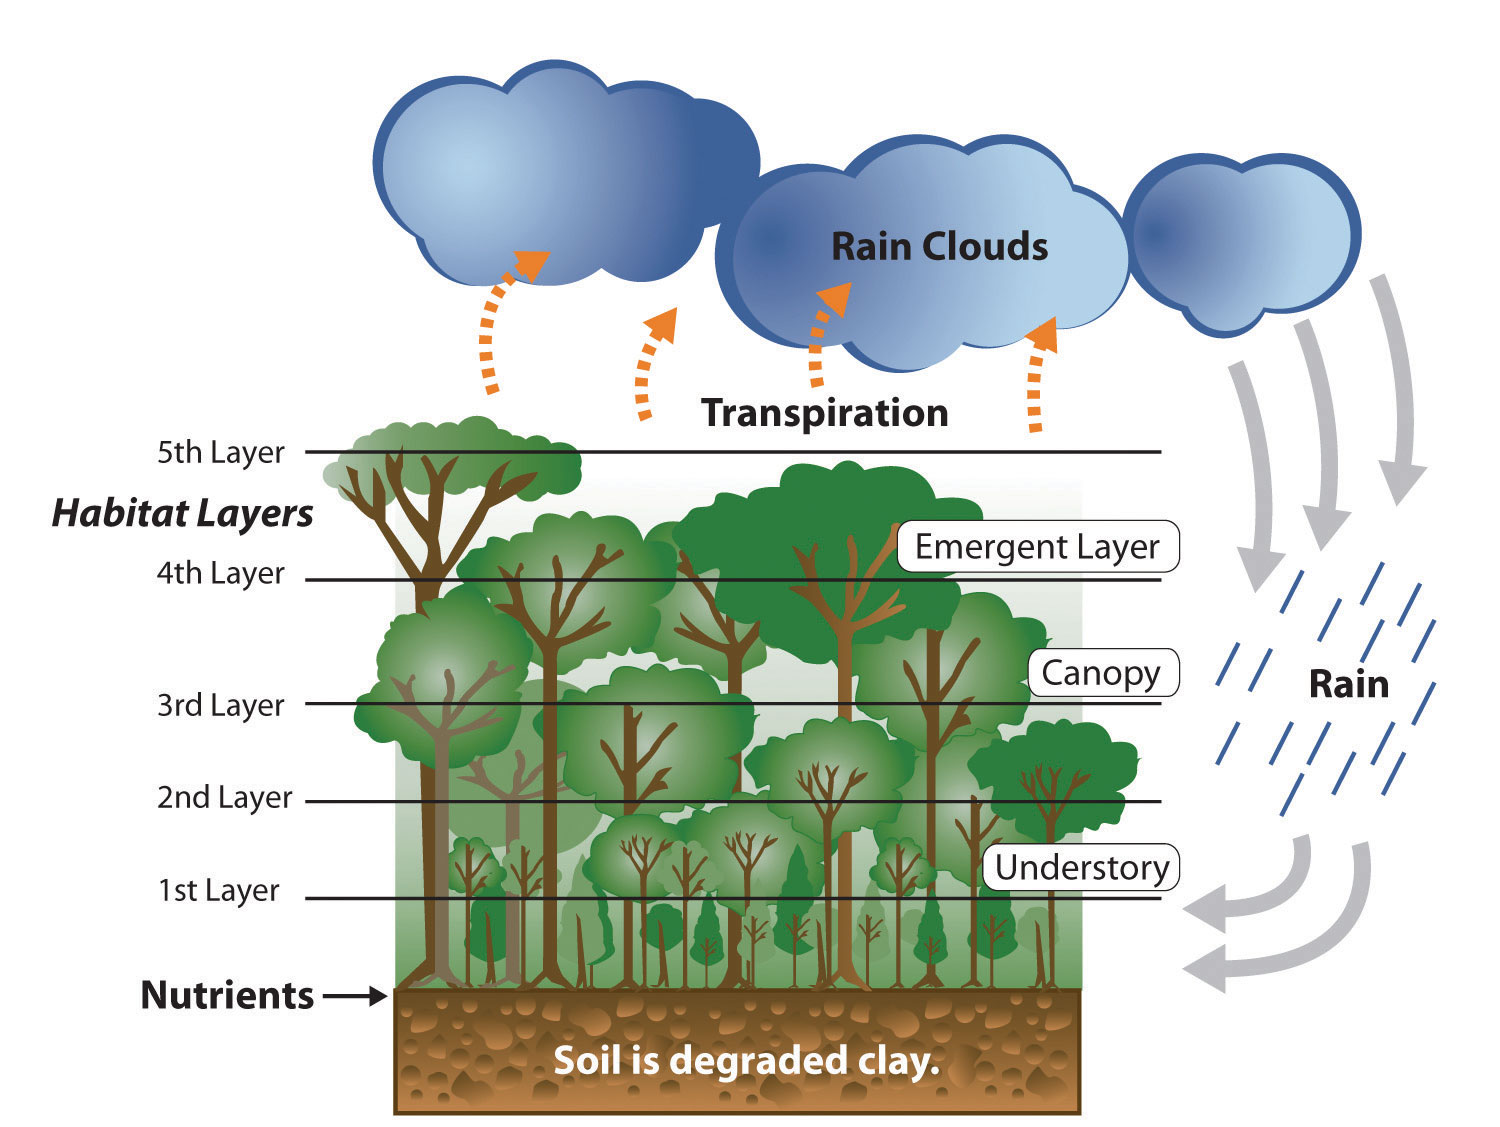 Rain Clouds
Transpiration
5th Layer
Habitat Layers
Emergent Layer
4th Layer
Canopy
Rain
3rd Layer
2nd Layer
Understory
1st Layer
Nutrients
Soil is degraded clay.